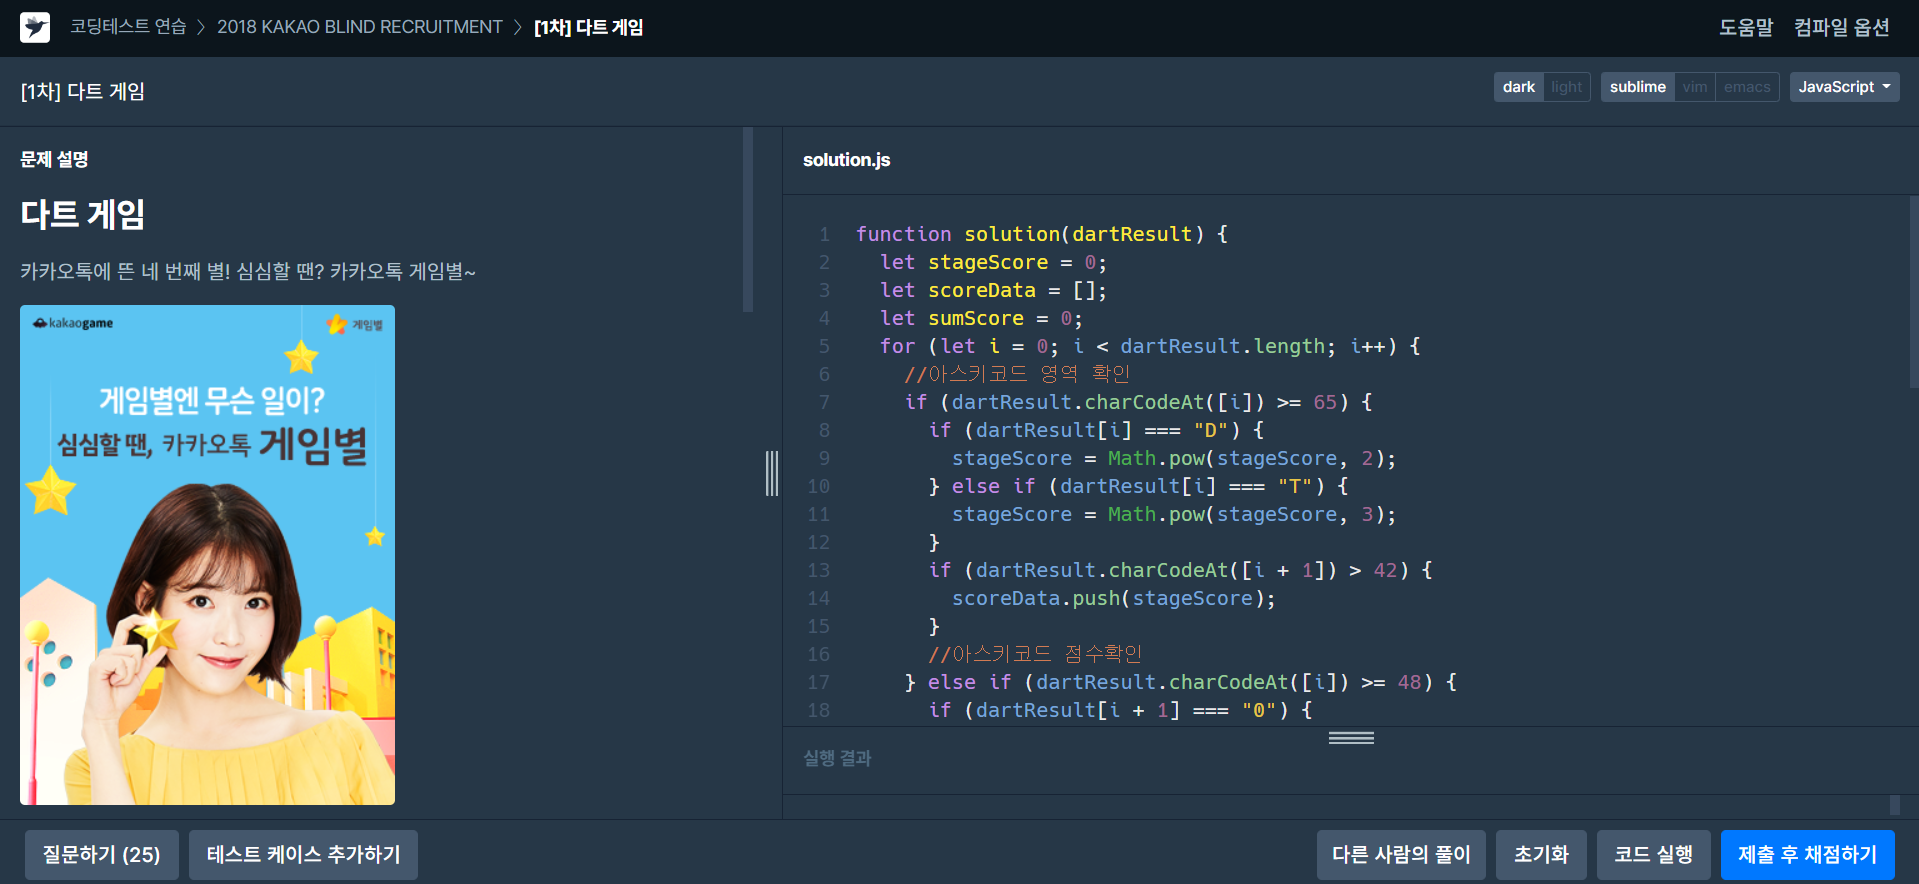 코딩테스트 연습 > 2018 KAKAO BLIND RECRUITMENT > [1차] 다트 게임
도움말 컴파일 옵션
[1차] 다트 게임
dark light
sublime vim emacs
JavaScript
문제 설명
다트 게임
카카오톡에 뜬 네 번째 별! 심심할 땐? 카카오톡 게임별~
kakaogame
게임별
게임별엔 무슨 일이?
심심할 땐, 카카오톡 게임별
solution.js
1 function solution(dartResult) {
2 let stageScore = 0;
3 let scoreData = [];
4 let sumScore = 0;
5 for (let i = 0; i < dartResult.length; i++) {
6 //아스키코드 영역 확인
7 if (dartResult.charCodeAt([i]) >= 65) {
8 if (dartResult[i] === "D") {
9 stageScore = Math.pow(stageScore, 2);
10 } else if (dartResult[i] === "T") {
11 stageScore = Math.pow(stageScore, 3);
12 }
13 if (dartResult.charCodeAt([i + 1]) > 42) {
14 scoreData.push(stageScore);
15 }
16 //아스키코드 점수확인
17 } else if (dartResult.charCodeAt([i]) >= 48) {
18 if (dartResult[i + 1] === "0") {
실행 결과
질문하기 (25)
테스트 케이스 추가하기
다른 사람의 풀이
초기화
코드 실행
제출 후 채점하기